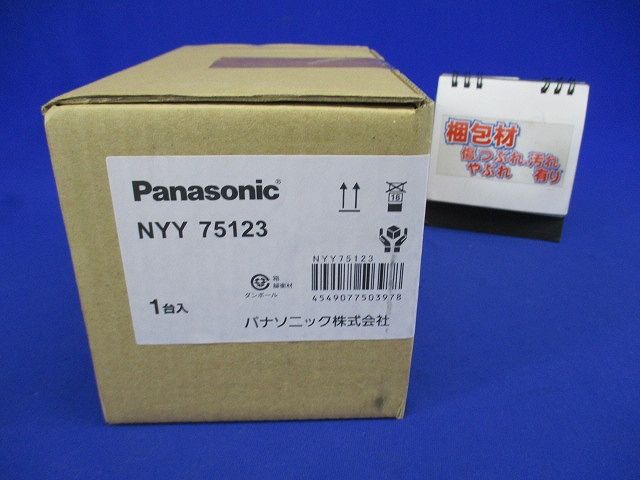 Panasonic®
NYY 75123
16
NYY75123
4549077503978
箱
緩衝材
ダンボール
1台入
パナソニック株式会社
梱包材
傷、つぶれ、汚れ
やぶれ 有り